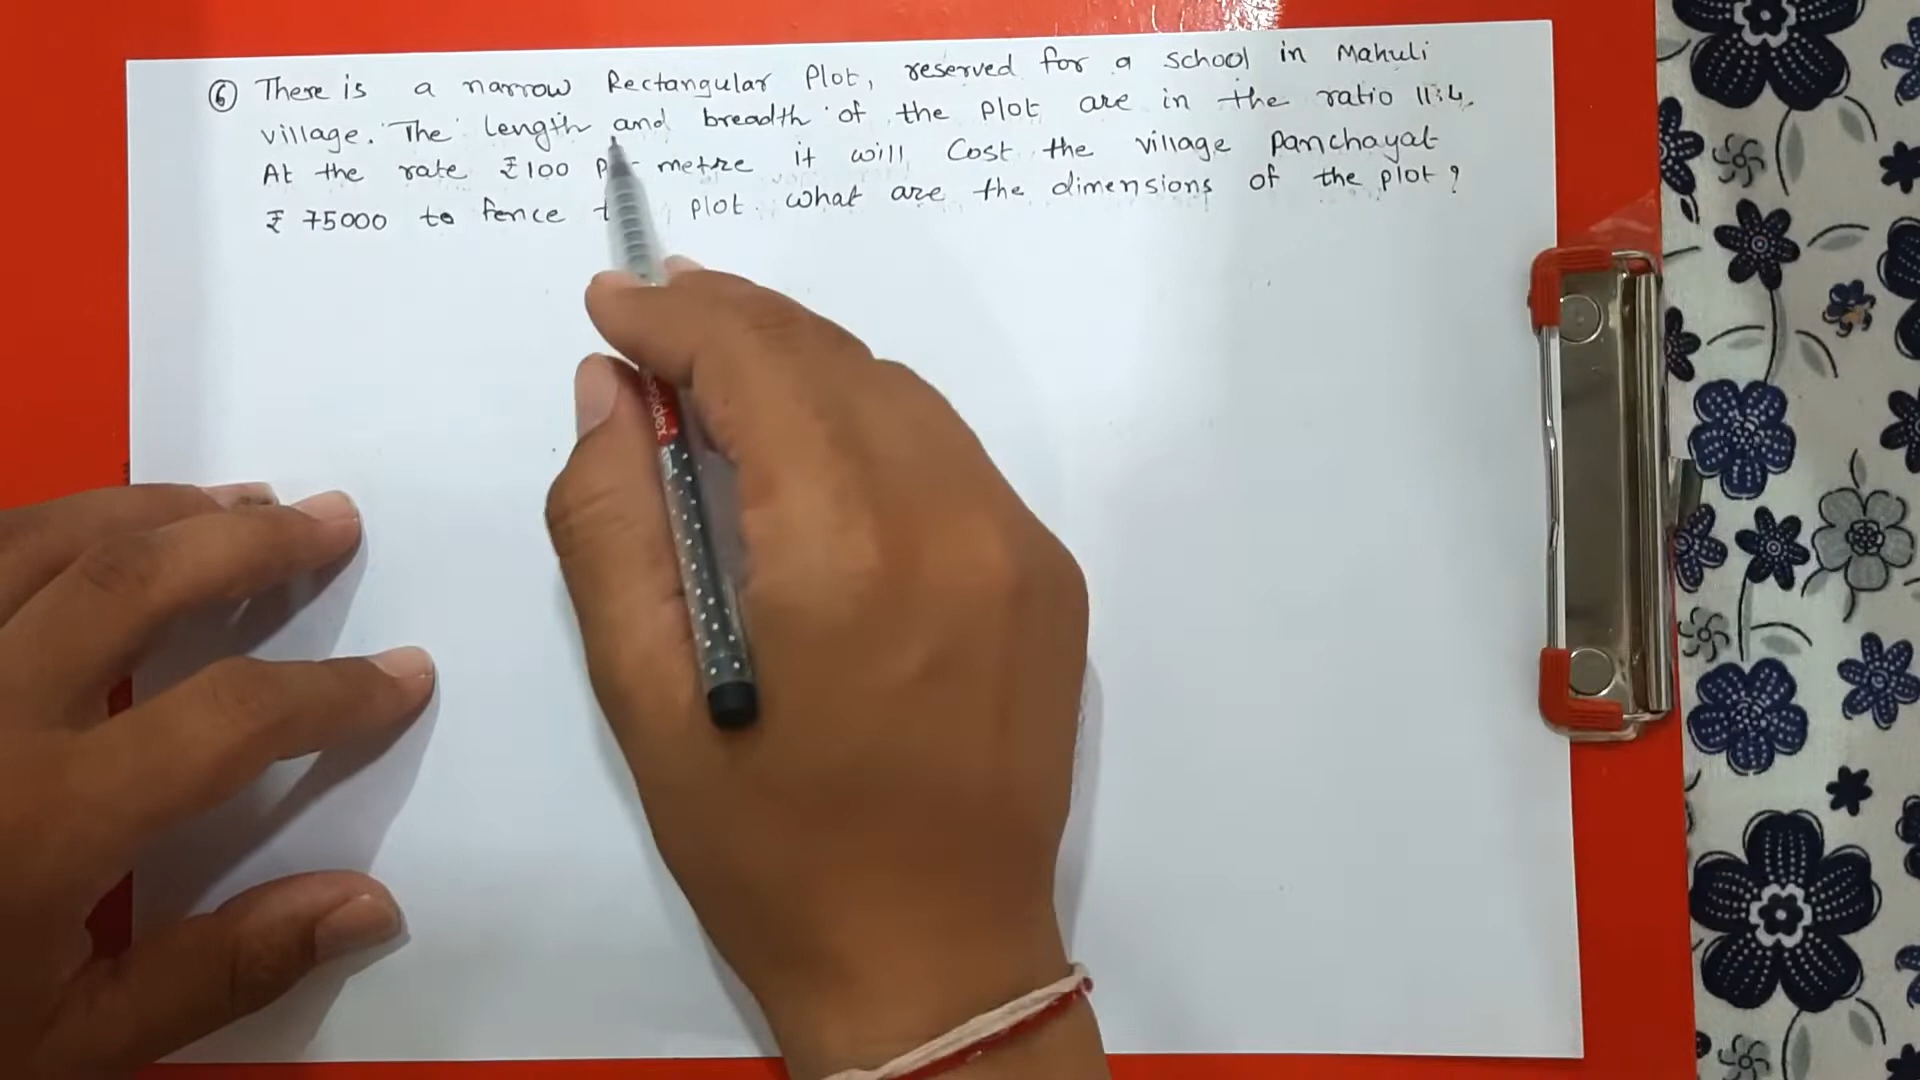 ⑥ There is a narrow Rectangular Plot, reserved for a school in Mahuli
village. The length and breadth of the plot are in the ratio 11:4.
At the rate ₹100 metre it will cost the village panchayat
₹ 75000 to fence plot. what are the dimensions of the plot?